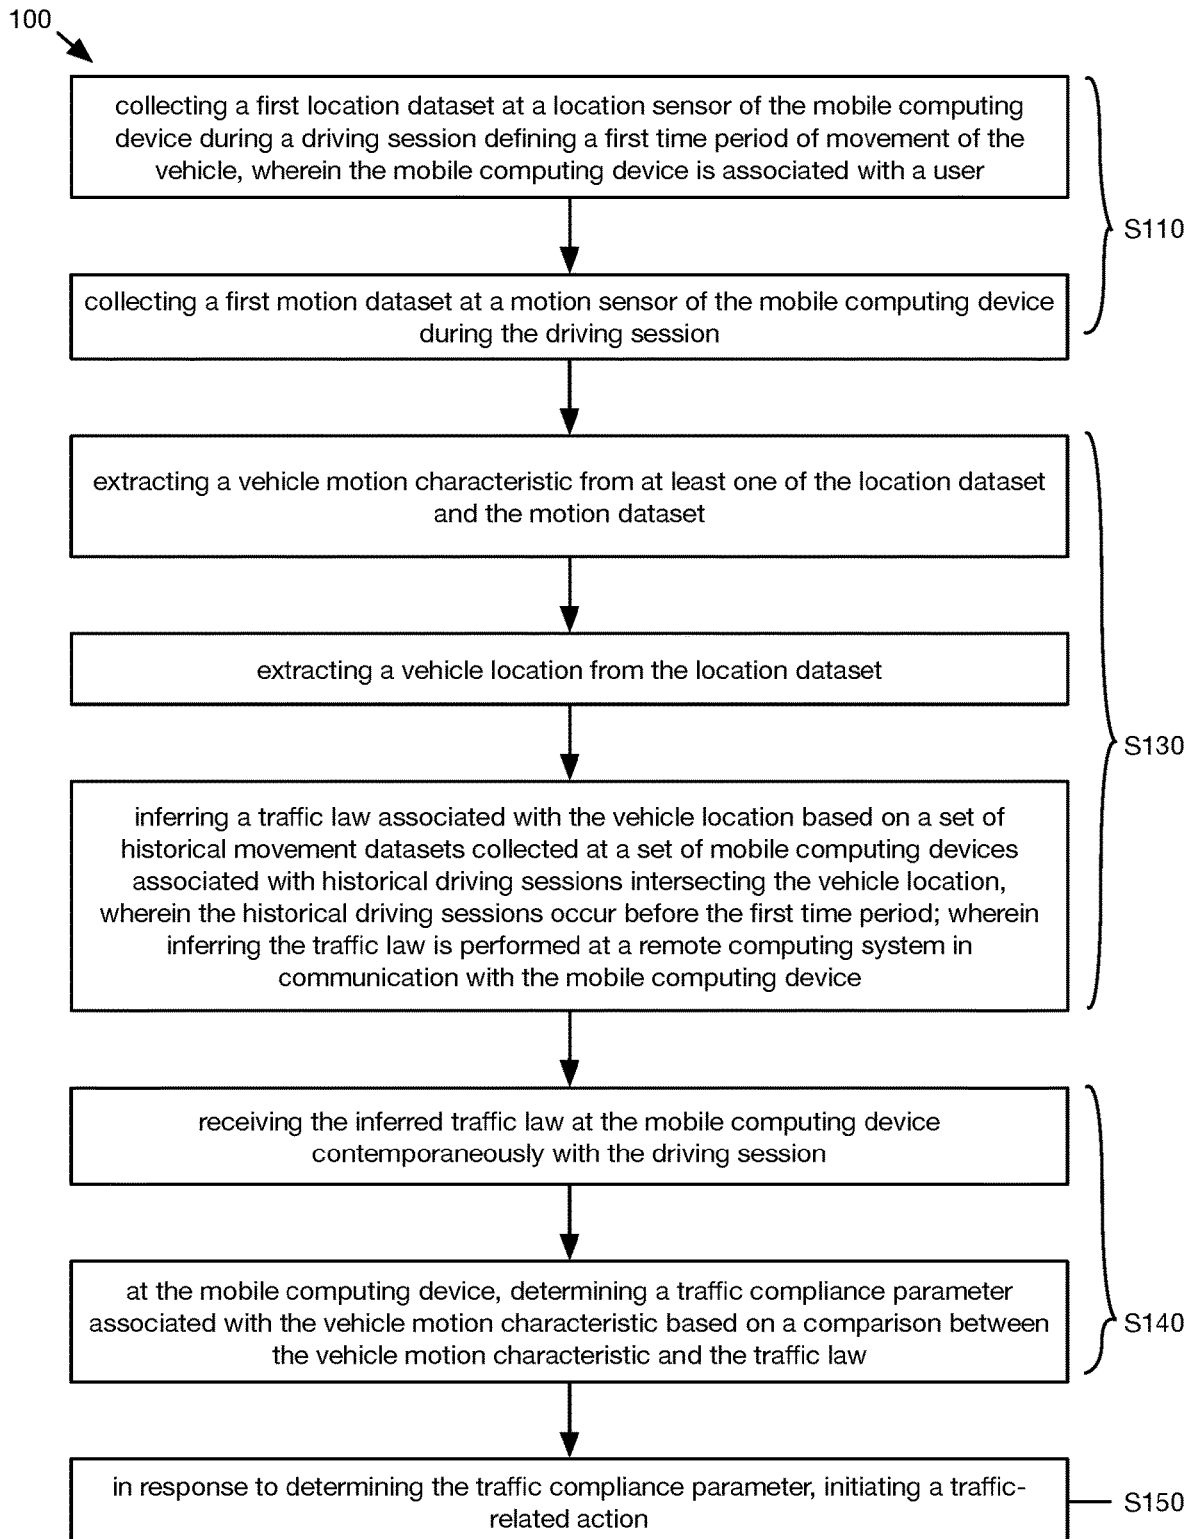 100
collecting a first location dataset at a location sensor of the mobile computing
device during a driving session defining a first time period of movement of the
vehicle, wherein the mobile computing device is associated with a user
S110
collecting a first motion dataset at a motion sensor of the mobile computing device
during the driving session
extracting a vehicle motion characteristic from at least one of the location dataset
and the motion dataset
extracting a vehicle location from the location dataset
S130
inferring a traffic law associated with the vehicle location based on a set of
historical movement datasets collected at a set of mobile computing devices
associated with historical driving sessions intersecting the vehicle location,
wherein the historical driving sessions occur before the first time period; wherein
inferring the traffic law is performed at a remote computing system in
communication with the mobile computing device
receiving the inferred traffic law at the mobile computing device
contemporaneously with the driving session
at the mobile computing device, determining a traffic compliance parameter
associated with the vehicle motion characteristic based on a comparison between
the vehicle motion characteristic and the traffic law
S140
in response to determining the traffic compliance parameter, initiating a traffic-
related action
S150